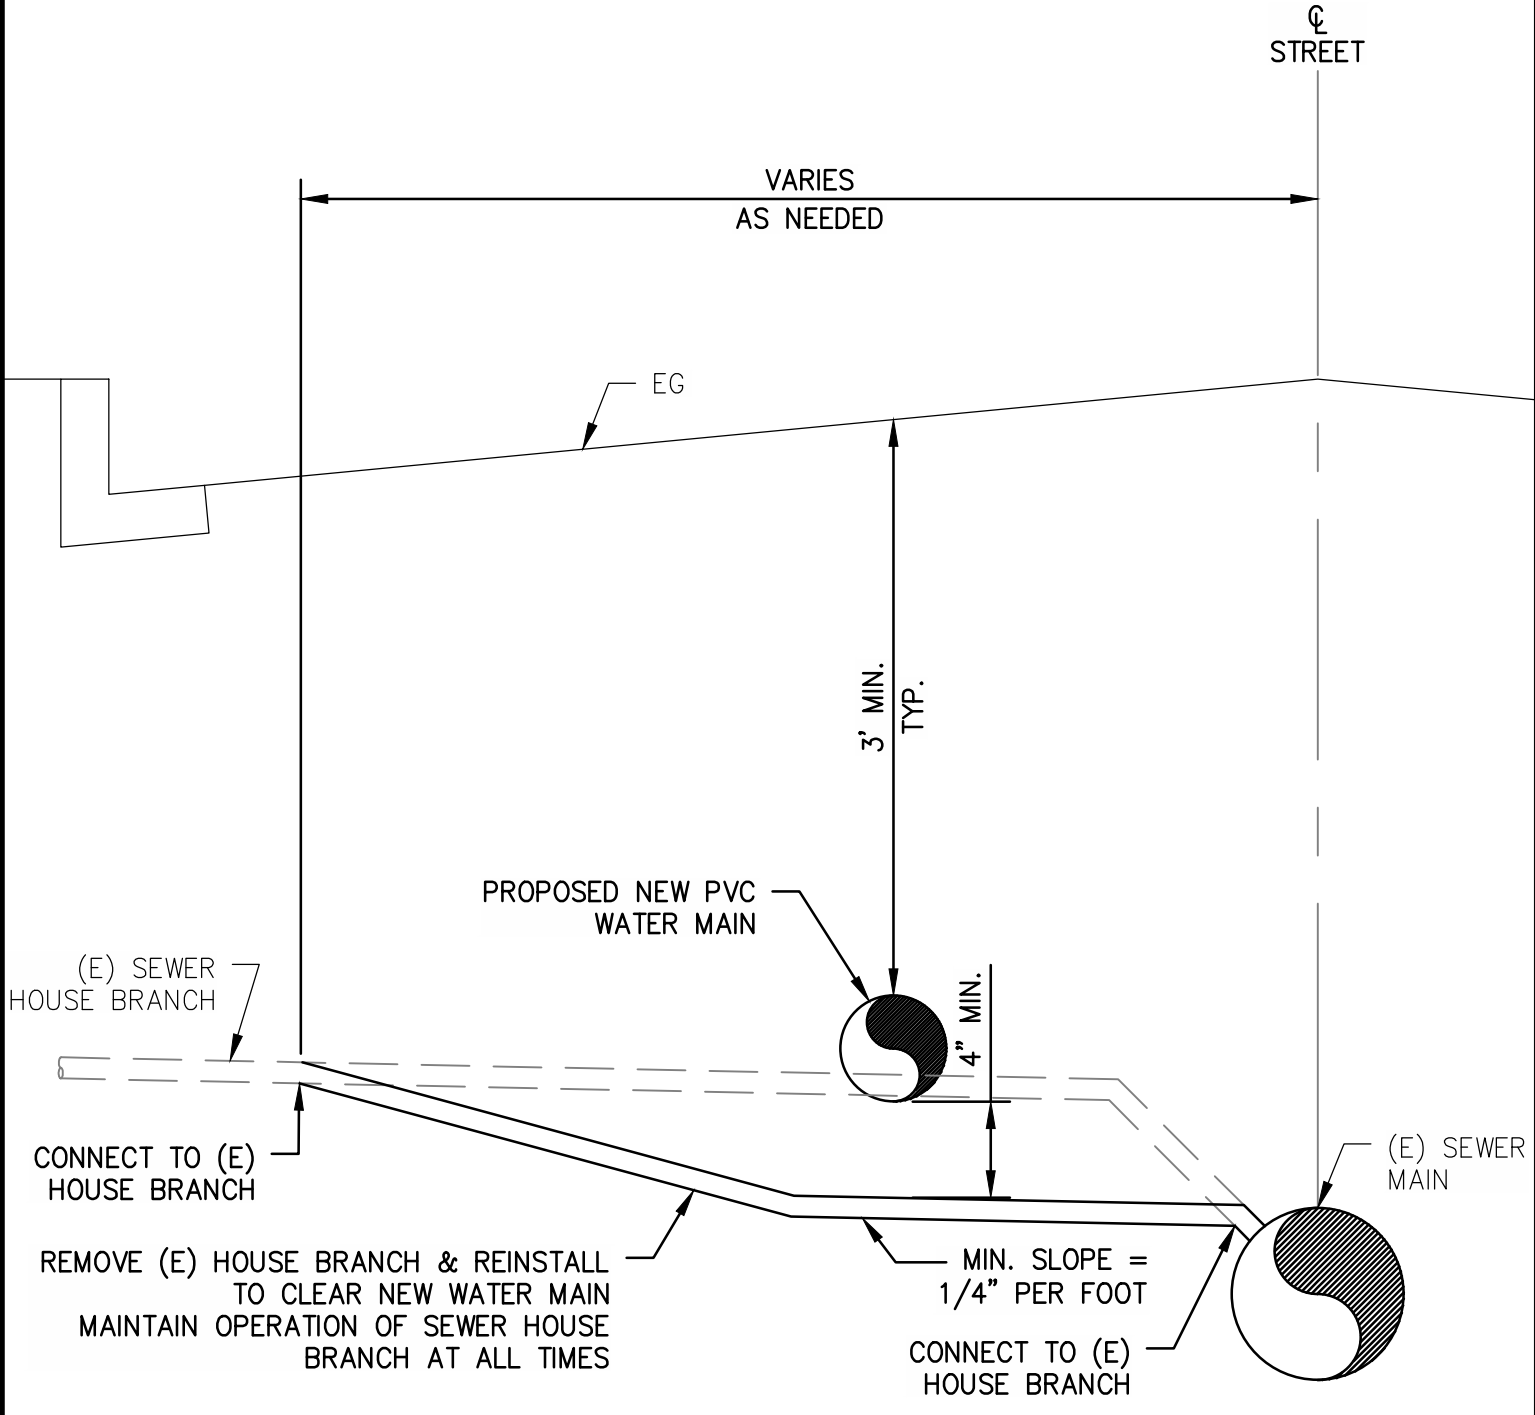 ℄
STREET
VARIES
AS NEEDED
EG
3' MIN.
TYP.
PROPOSED NEW PVC
WATER MAIN
(E) SEWER
HOUSE BRANCH
4" MIN.
CONNECT TO (E)
HOUSE BRANCH
(E) SEWER
MAIN
REMOVE (E) HOUSE BRANCH & REINSTALL
TO CLEAR NEW WATER MAIN
MAINTAIN OPERATION OF SEWER HOUSE
BRANCH AT ALL TIMES
MIN. SLOPE =
1/4" PER FOOT
CONNECT TO (E)
HOUSE BRANCH